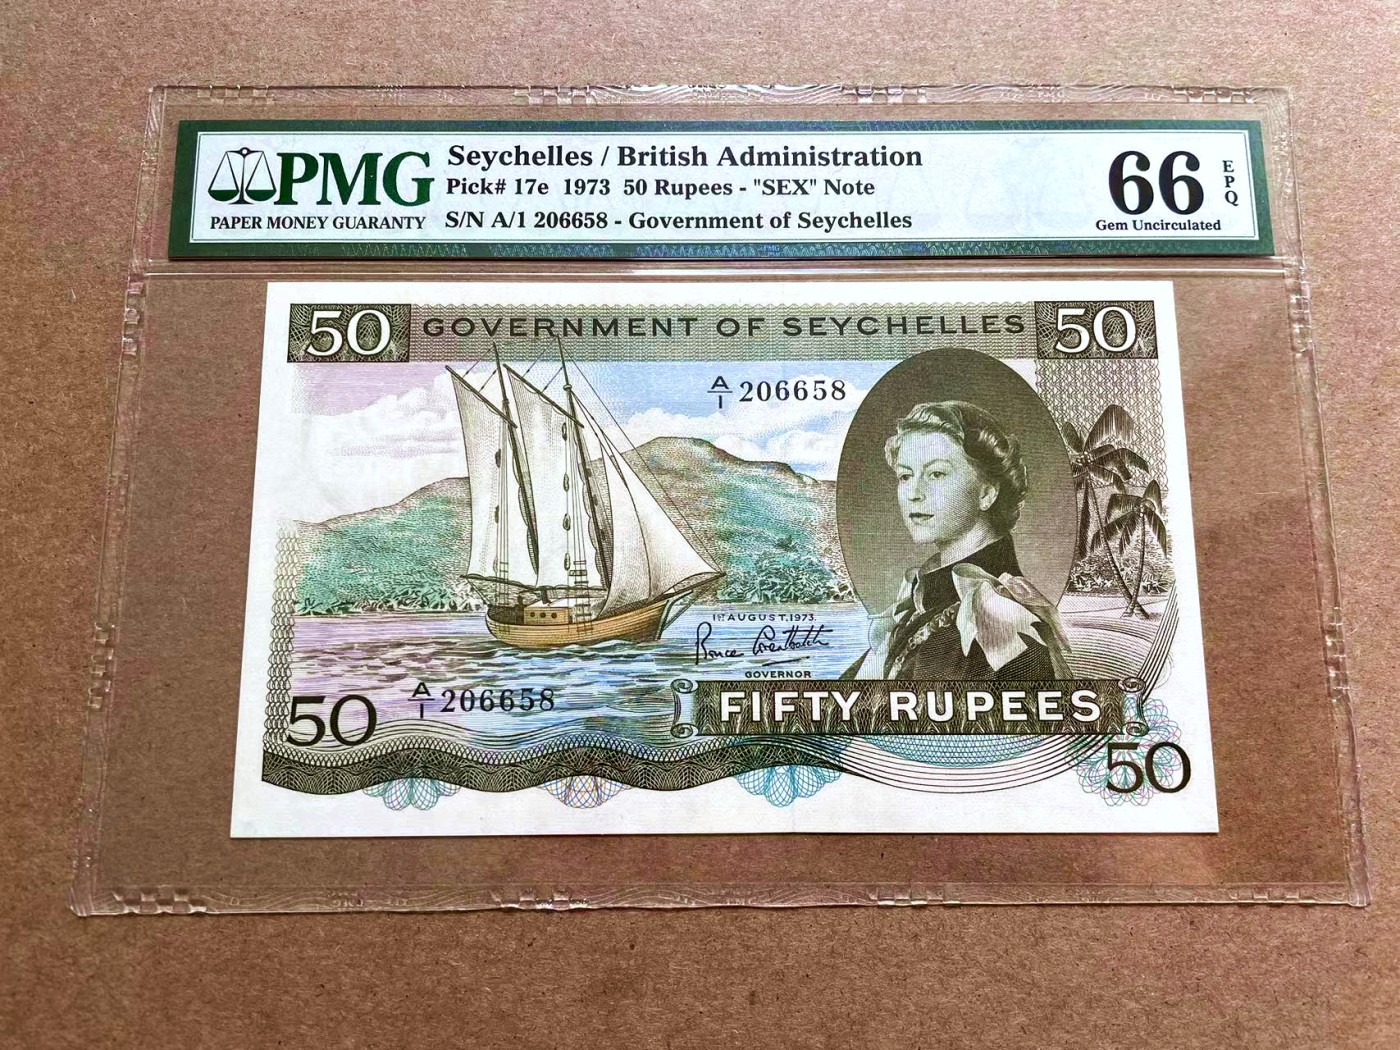 PMG
PAPER MONEY GUARANTY
Seychelles / British Administration
Pick# 17e 1973 50 Rupees - "SEX" Note
S/N A/1 206658 - Government of Seychelles
66
EPQ
Gem Uncirculated
50
GOVERNMENT OF SEYCHELLES
50
A/1 206658
1ST AUGUST, 1973.
Bruce Greatbatch
GOVERNOR
50
A/1 206658
FIFTY RUPEES
50